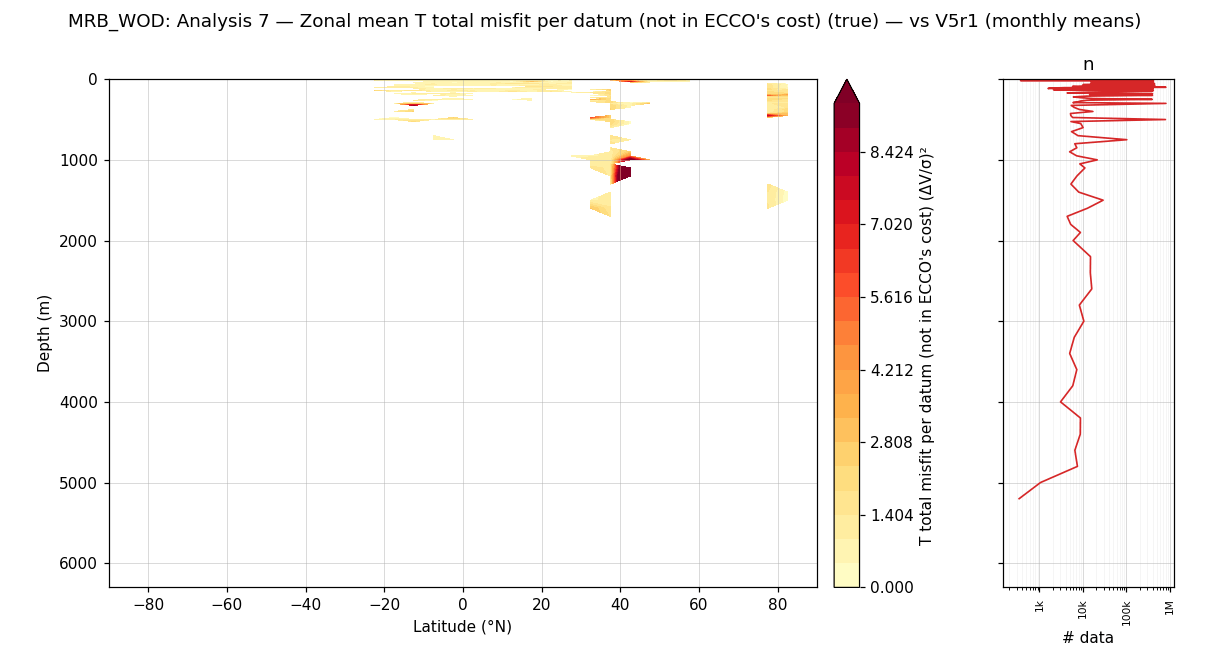 MRB_WOD: Analysis 7 — Zonal mean T total misfit per datum (not in ECCO's cost) (true) — vs V5r1 (monthly means)
n
0
1000
2000
3000
4000
5000
6000
Depth (m)
−80
−60
−40
−20
0
20
40
60
80
Latitude (°N)
8.424
7.020
5.616
4.212
2.808
1.404
0.000
T total misfit per datum (not in ECCO's cost) (ΔV/σ)²
1k
10k
100k
1M
# data